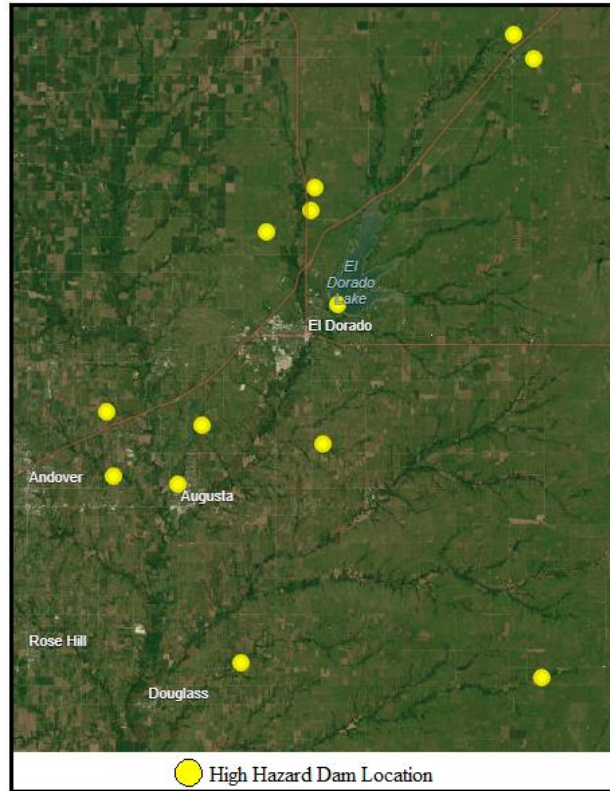 El
Dorado
Lake
El Dorado
Andover
Augusta
Rose Hill
Douglass
High Hazard Dam Location